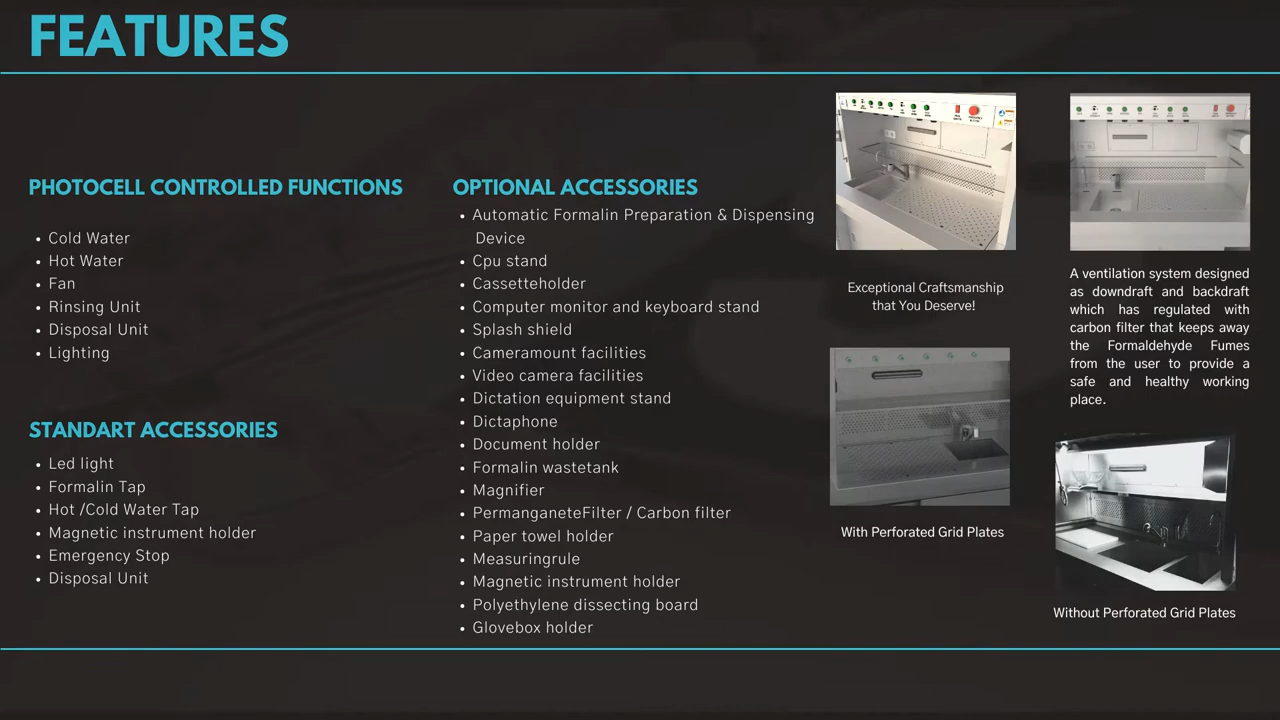 FEATURES
PHOTOCELL CONTROLLED FUNCTIONS
Cold Water
Hot Water
Fan
Rinsing Unit
Disposal Unit
Lighting
STANDART ACCESSORIES
Led light
Formalin Tap
Hot /Cold Water Tap
Magnetic instrument holder
Emergency Stop
Disposal Unit
OPTIONAL ACCESSORIES
Automatic Formalin Preparation & Dispensing
Device
Cpu stand
Cassetteholder
Computer monitor and keyboard stand
Splash shield
Cameramount facilities
Video camera facilities
Dictation equipment stand
Dictaphone
Document holder
Formalin wastetank
Magnifier
PermanganeteFilter / Carbon filter
Paper towel holder
Measuringrule
Magnetic instrument holder
Polyethylene dissecting board
Glovebox holder
Exceptional Craftsmanship
that You Deserve!
With Perforated Grid Plates
A ventilation system designed
as downdraft and backdraft
which has regulated with
carbon filter that keeps away
the Formaldehyde Fumes
from the user to provide a
safe and healthy working
place.
Without Perforated Grid Plates